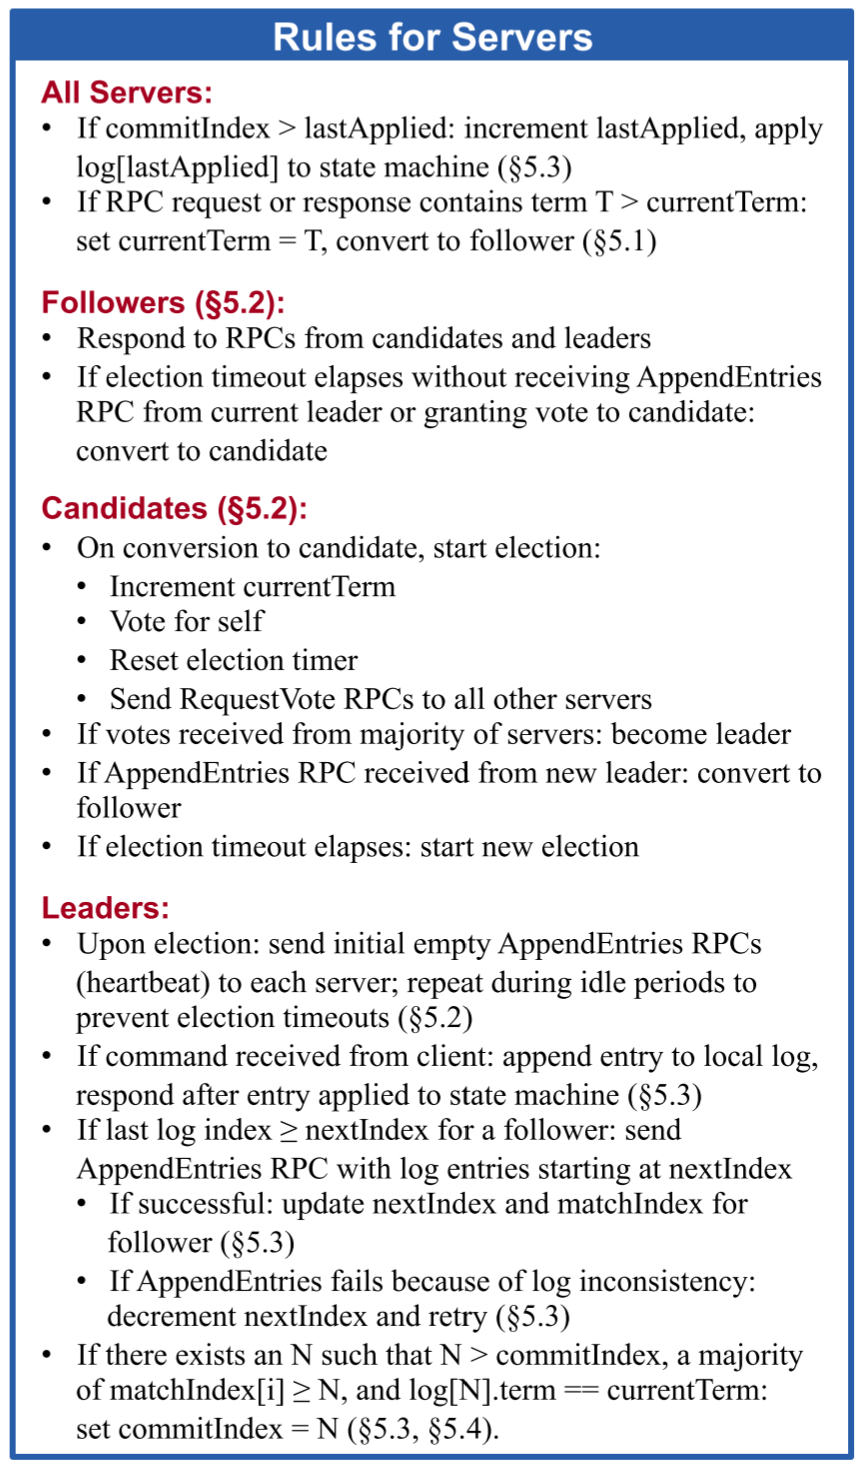 Rules for Servers
All Servers:
• If commitIndex > lastApplied: increment lastApplied, apply
log[lastApplied] to state machine (§5.3)
• If RPC request or response contains term T > currentTerm:
set currentTerm = T, convert to follower (§5.1)
Followers (§5.2):
• Respond to RPCs from candidates and leaders
• If election timeout elapses without receiving AppendEntries
RPC from current leader or granting vote to candidate:
convert to candidate
Candidates (§5.2):
• On conversion to candidate, start election:
• Increment currentTerm
• Vote for self
• Reset election timer
• Send RequestVote RPCs to all other servers
• If votes received from majority of servers: become leader
• If AppendEntries RPC received from new leader: convert to
follower
• If election timeout elapses: start new election
Leaders:
• Upon election: send initial empty AppendEntries RPCs
(heartbeat) to each server; repeat during idle periods to
prevent election timeouts (§5.2)
• If command received from client: append entry to local log,
respond after entry applied to state machine (§5.3)
• If last log index ≥ nextIndex for a follower: send
AppendEntries RPC with log entries starting at nextIndex
• If successful: update nextIndex and matchIndex for
follower (§5.3)
• If AppendEntries fails because of log inconsistency:
decrement nextIndex and retry (§5.3)
• If there exists an N such that N > commitIndex, a majority
of matchIndex[i] ≥ N, and log[N].term == currentTerm:
set commitIndex = N (§5.3, §5.4).